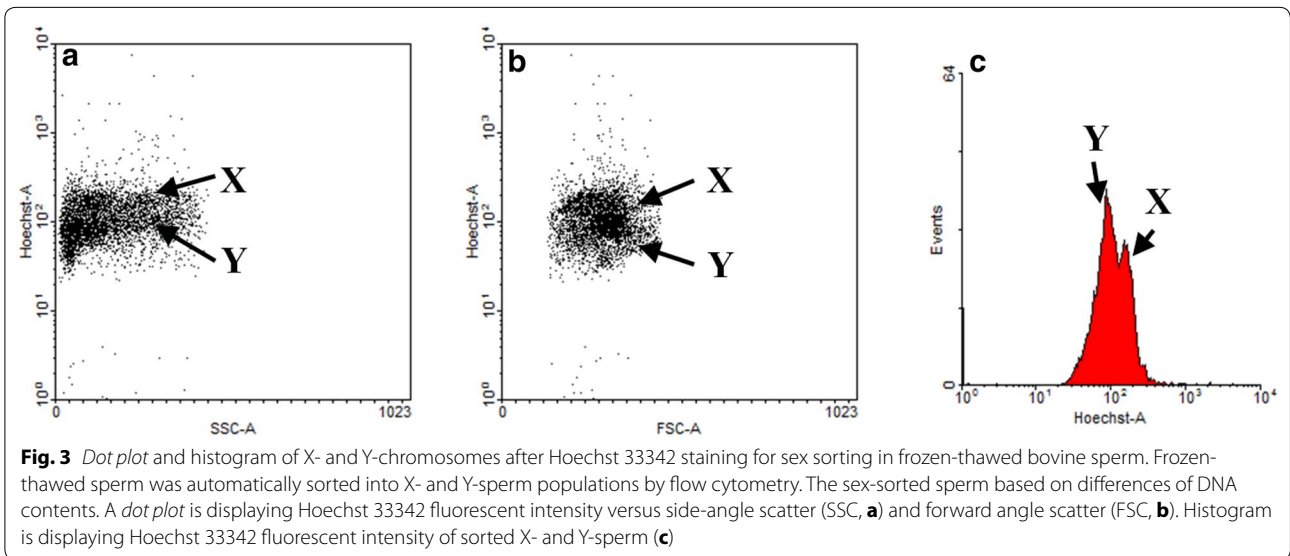 a
10⁴
10³
10²
10¹
10⁰
Hoechst-A
X
Y
0
1023
SSC-A
b
10⁴
10³
10²
10¹
10⁰
Hoechst-A
X
Y
0
1023
FSC-A
c
64
0
Events
Y
X
10⁰
10¹
10²
10³
10⁴
Hoechst-A
Fig. 3 Dot plot and histogram of X- and Y-chromosomes after Hoechst 33342 staining for sex sorting in frozen-thawed bovine sperm. Frozen-
thawed sperm was automatically sorted into X- and Y-sperm populations by flow cytometry. The sex-sorted sperm based on differences of DNA
contents. A dot plot is displaying Hoechst 33342 fluorescent intensity versus side-angle scatter (SSC, a) and forward angle scatter (FSC, b). Histogram
is displaying Hoechst 33342 fluorescent intensity of sorted X- and Y-sperm (c)